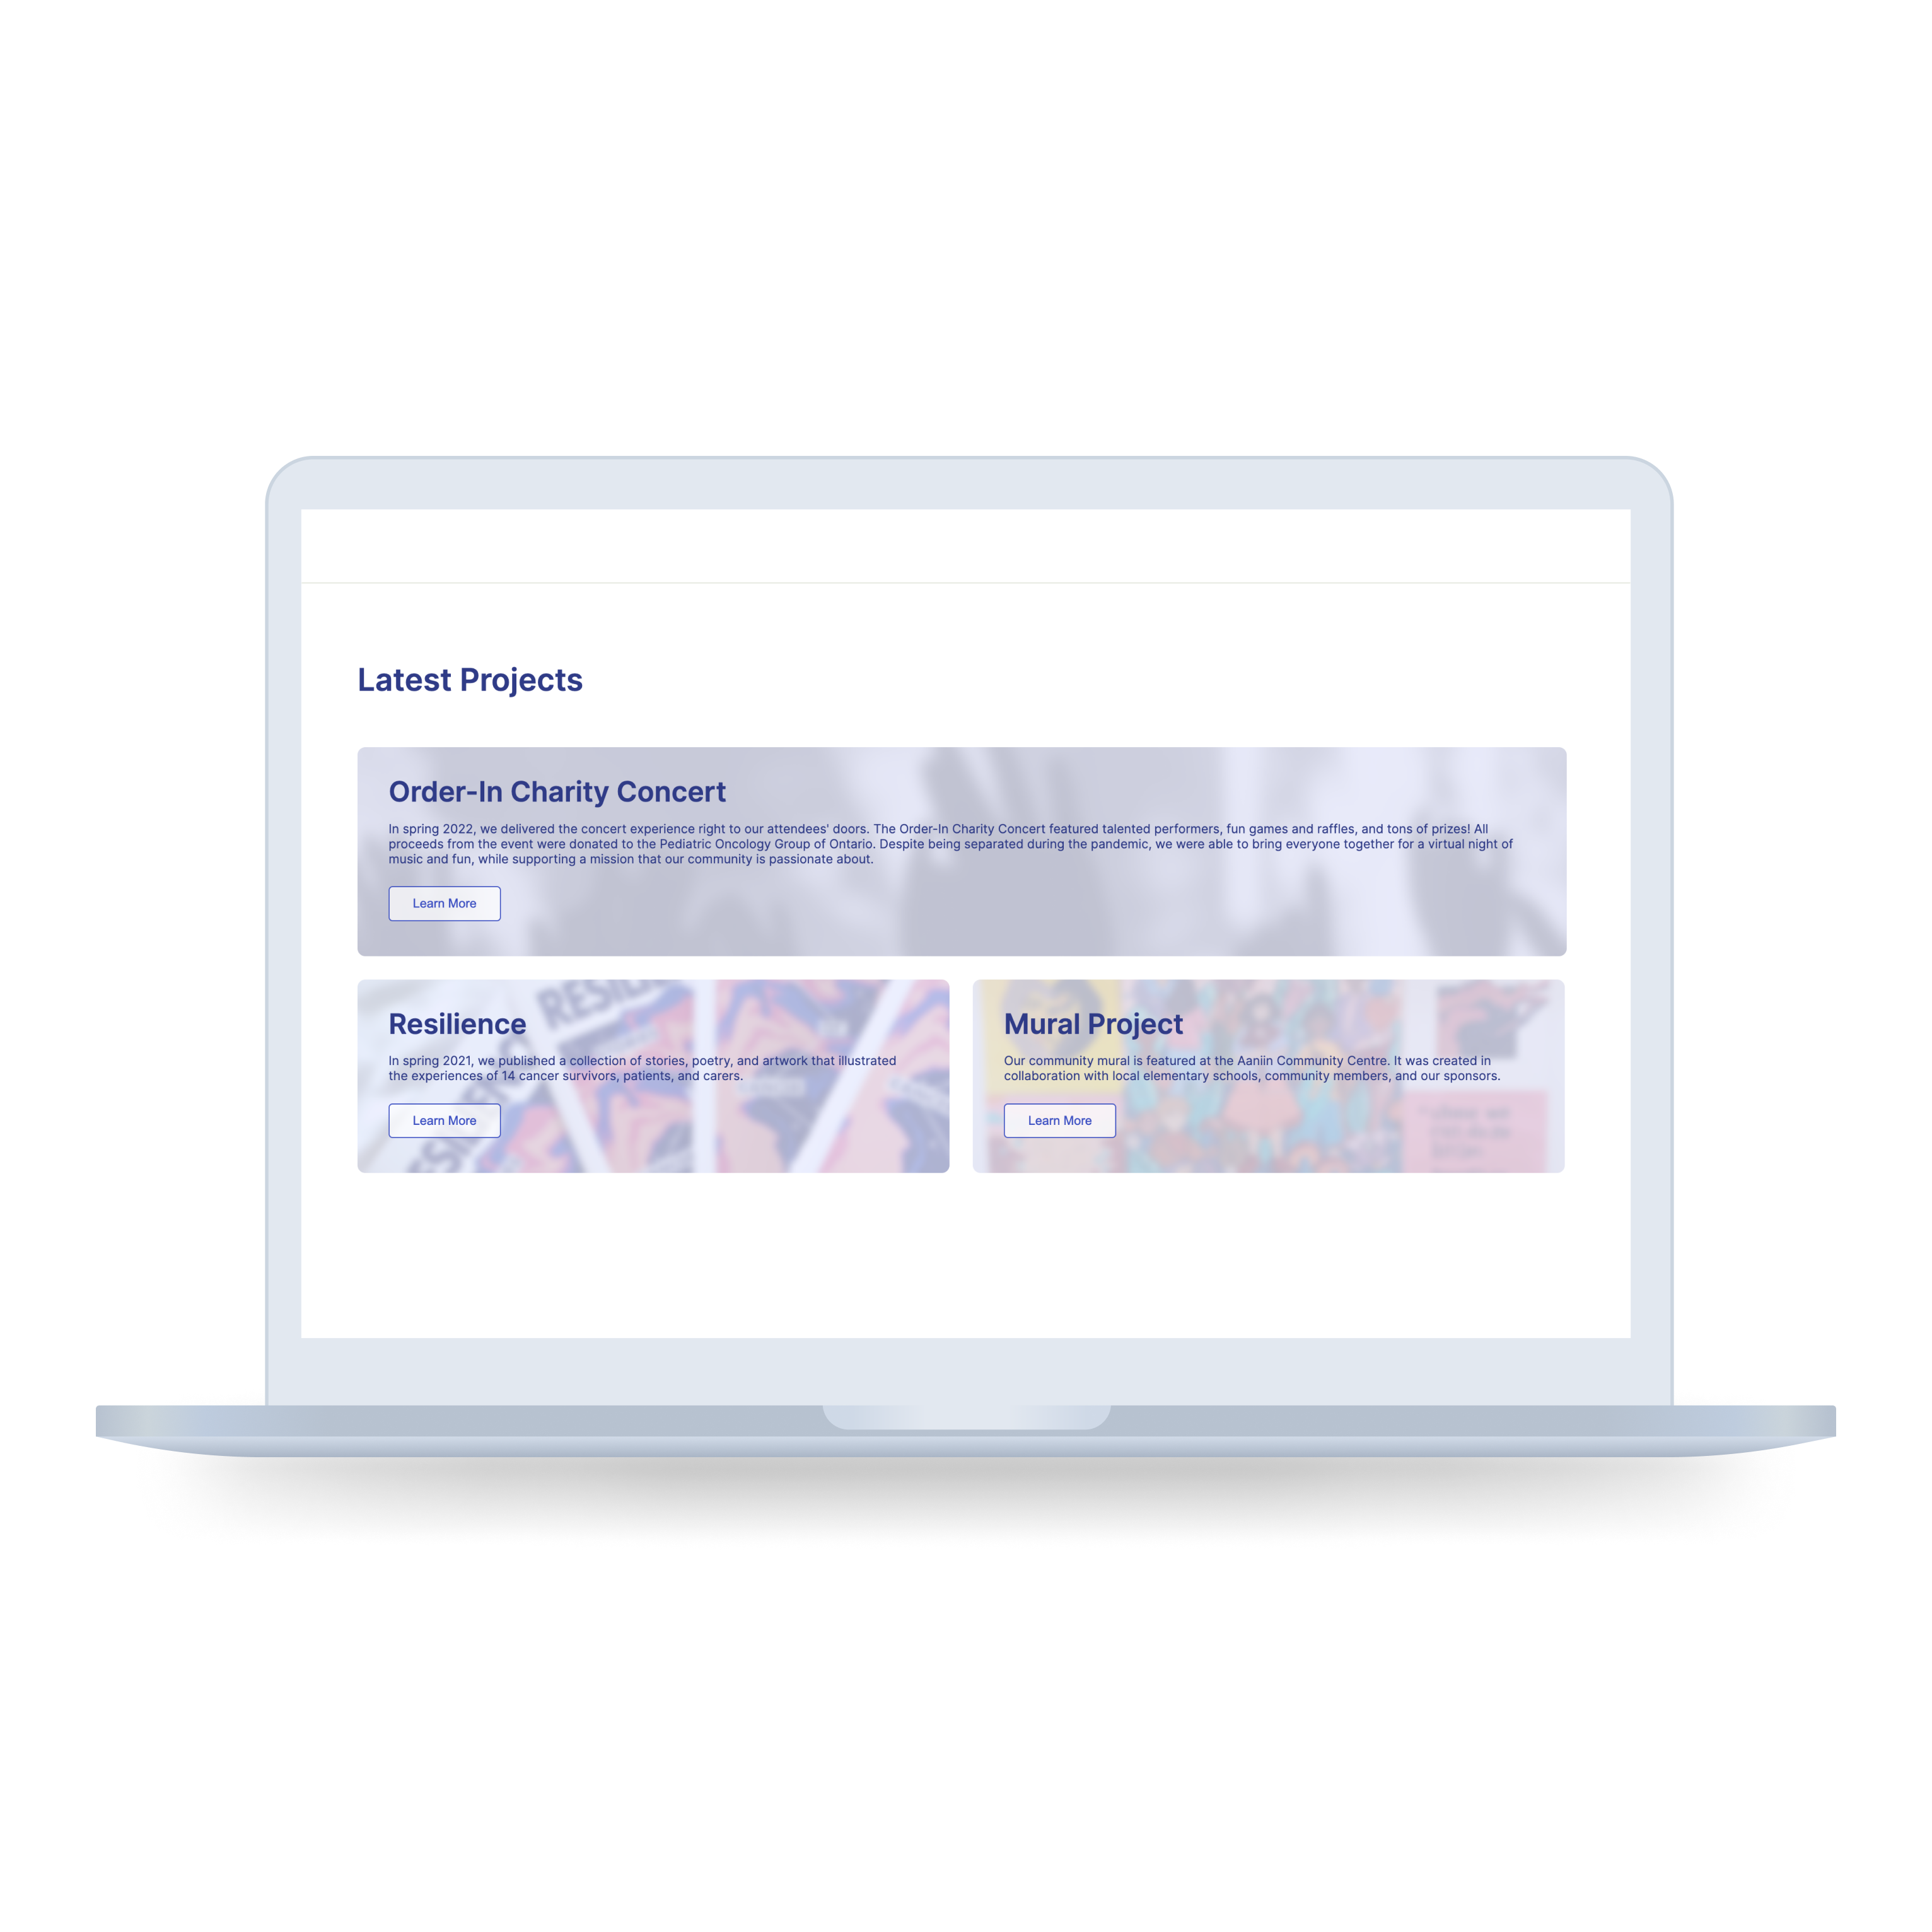 Latest Projects
Order-In Charity Concert
In spring 2022, we delivered the concert experience right to our attendees' doors. The Order-In Charity Concert featured talented performers, fun games and raffles, and tons of prizes! All
proceeds from the event were donated to the Pediatric Oncology Group of Ontario. Despite being separated during the pandemic, we were able to bring everyone together for a virtual night of
music and fun, while supporting a mission that our community is passionate about.
Learn More
Resilience
In spring 2021, we published a collection of stories, poetry, and artwork that illustrated
the experiences of 14 cancer survivors, patients, and carers.
Learn More
Mural Project
Our community mural is featured at the Aaniin Community Centre. It was created in
collaboration with local elementary schools, community members, and our sponsors.
Learn More